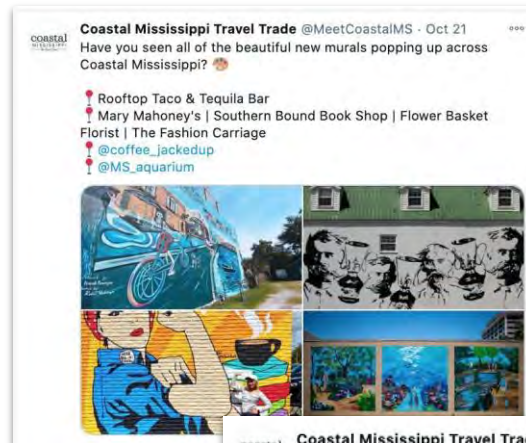 coastal
MISSISSIPPI
Coastal Mississippi Travel Trade @MeetCoastalMS · Oct 21
Have you seen all of the beautiful new murals popping up across
Coastal Mississippi? 🎨
📍Rooftop Taco & Tequila Bar
📍Mary Mahoney's | Southern Bound Book Shop | Flower Basket
Florist | The Fashion Carriage
📍@coffee_jackedup
📍@MS_aquarium
Coastal Mississippi Tra